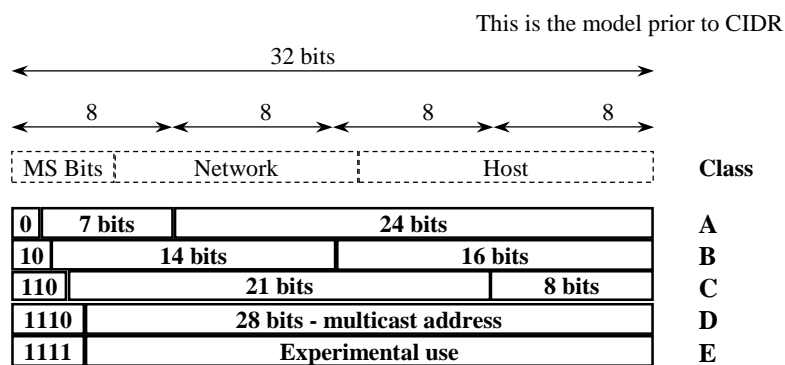 This is the model prior to CIDR
32 bits
8 8 8 8
MS Bits Network Host Class
0 7 bits 24 bits A
10 14 bits 16 bits B
110 21 bits 8 bits C
1110 28 bits - multicast address D
1111 Experimental use E